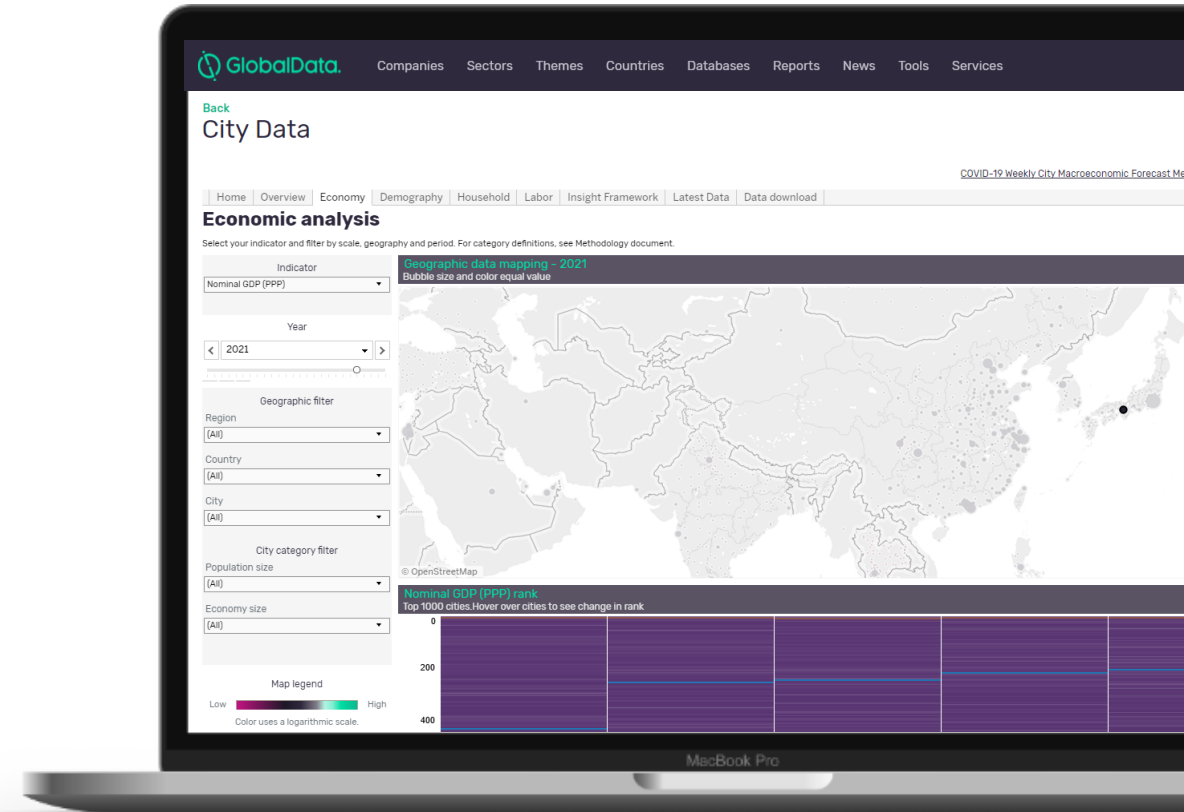 GlobalData. Companies Sectors Themes Countries Databases Reports News Tools Services
Back
City Data
COVID-19 Weekly City Macroeconomic Forecast Me
Home Overview Economy Demography Household Labor Insight Framework Latest Data Data download
Economic analysis
Select your indicator and filter by scale, geography and period. For category definitions, see Methodology document.
Indicator
Nominal GDP (PPP)
Year
2021
Geographic filter
Region
(All)
Country
(All)
City
(All)
City category filter
Population size
(All)
Economy size
(All)
Map legend
Low High
Color uses a logarithmic scale.
Geographic data mapping - 2021
Bubble size and color equal value
© OpenStreetMap
Nominal GDP (PPP) rank
Top 1000 cities.Hover over cities to see change in rank
0
200
400
MacBook Pro